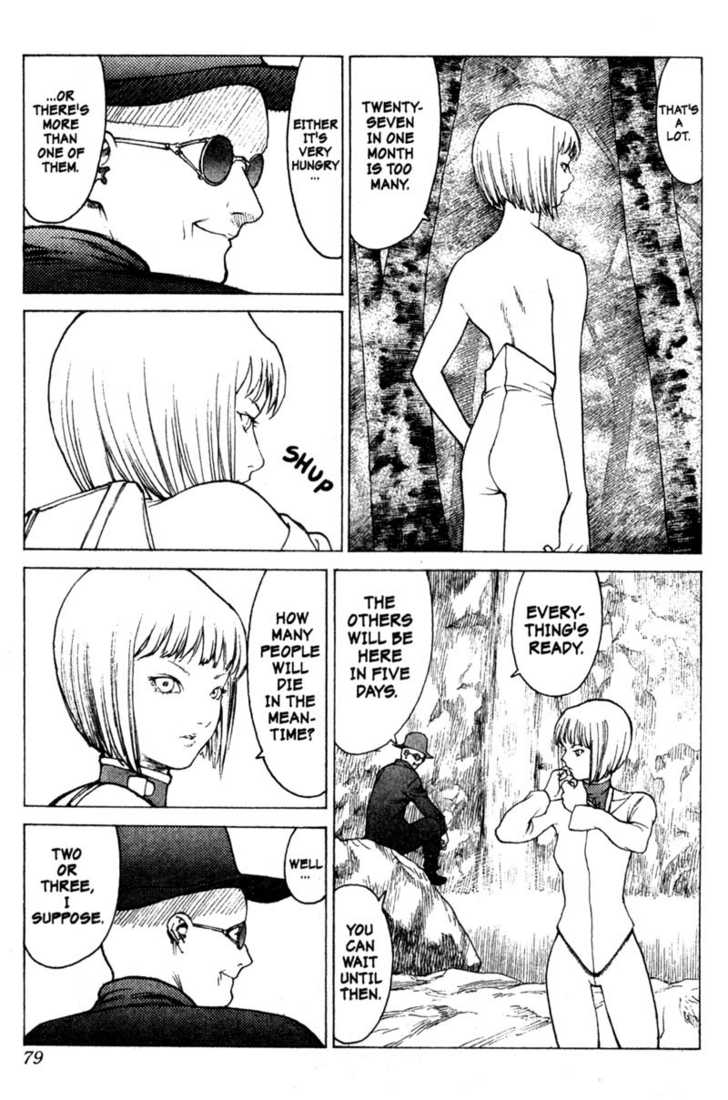 THAT'S
A
LOT.
TWENTY-
SEVEN
IN ONE
MONTH
IS TOO
MANY.
EITHER
IT'S
VERY
HUNGRY
...
...OR
THERE'S
MORE
THAN
ONE OF
THEM.
SHUP
EVERY-
THING'S
READY.
THE
OTHERS
WILL BE
HERE
IN FIVE
DAYS.
YOU
CAN
WAIT
UNTIL
THEN.
HOW
MANY
PEOPLE
WILL
DIE
IN THE
MEAN-
TIME?
WELL
...
TWO
OR
THREE,
I
SUPPOSE.
79